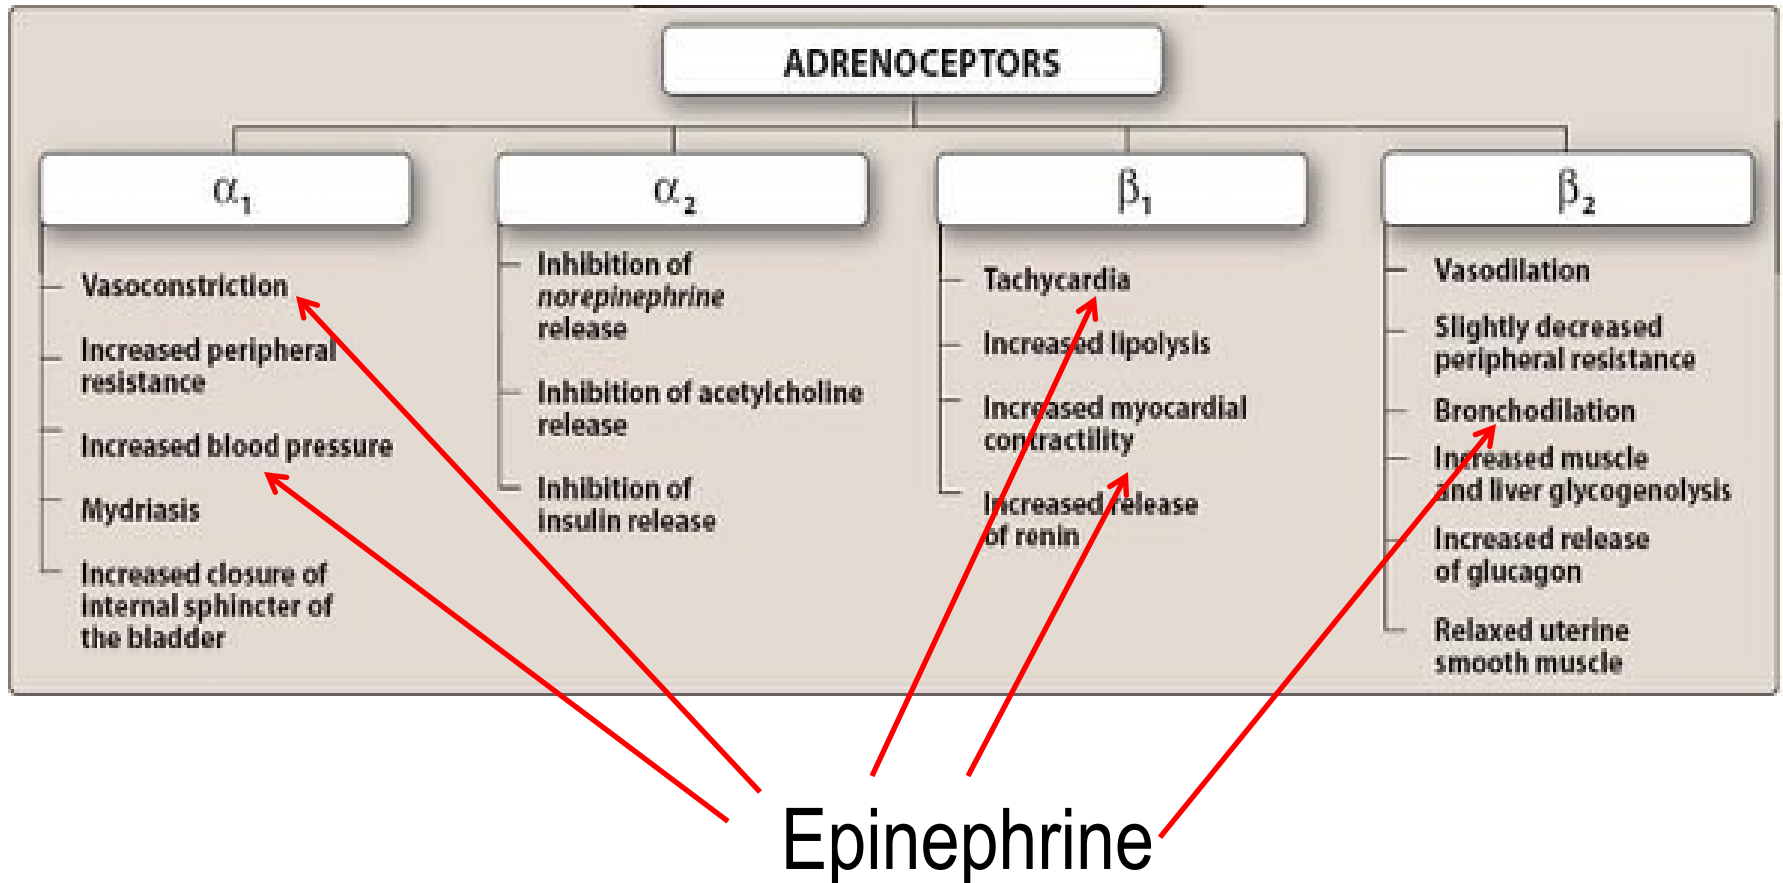 ADRENOCEPTORS
α1
Vasoconstriction
Increased peripheral
resistance
Increased blood pressure
Mydriasis
Increased closure of
internal sphincter of
the bladder
α2
Inhibition of
norepinephrine
release
Inhibition of acetylcholine
release
Inhibition of
insulin release
β1
Tachycardia
Increased lipolysis
Increased myocardial
contractility
Increased release
of renin
β2
Vasodilation
Slightly decreased
peripheral resistance
Bronchodilation
Increased muscle
and liver glycogenolysis
Increased release
of glucagon
Relaxed uterine
smooth muscle
Epinephrine